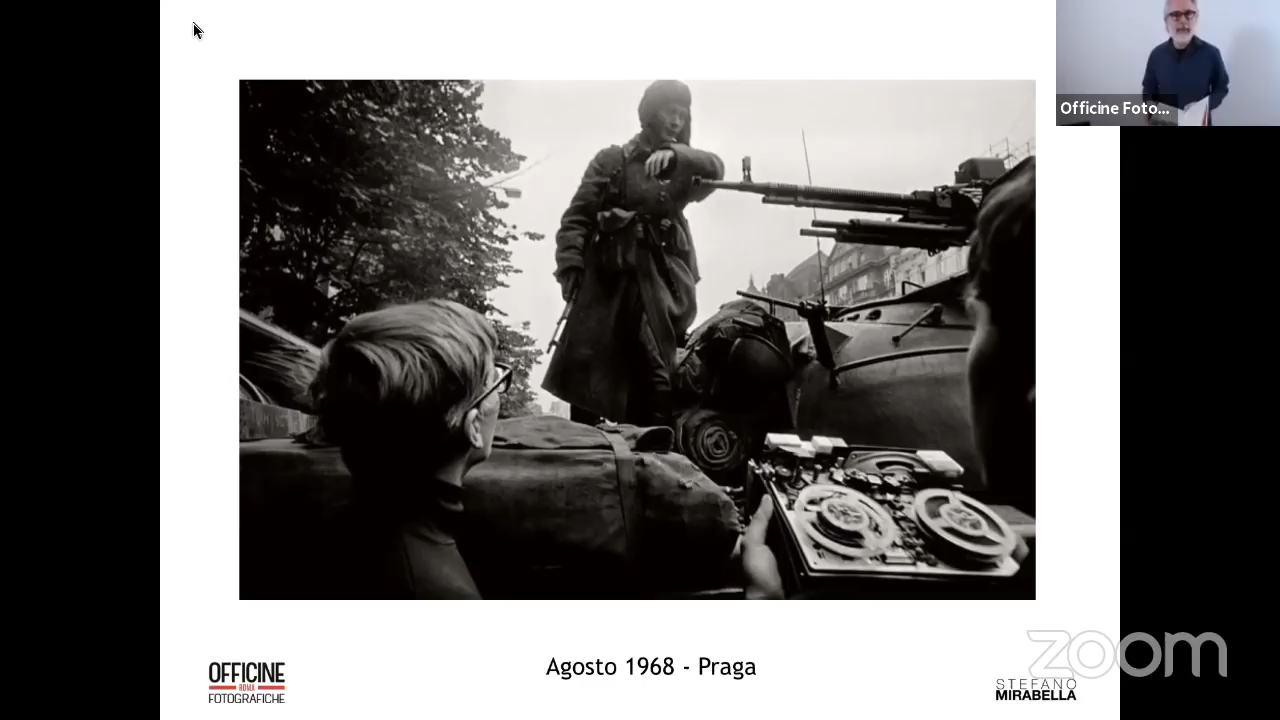 Officine Foto...
OFFICINE
ROMA
FOTOGRAFICHE
Agosto 1968 - Praga
zoom
STEFANO
MIRABELLA